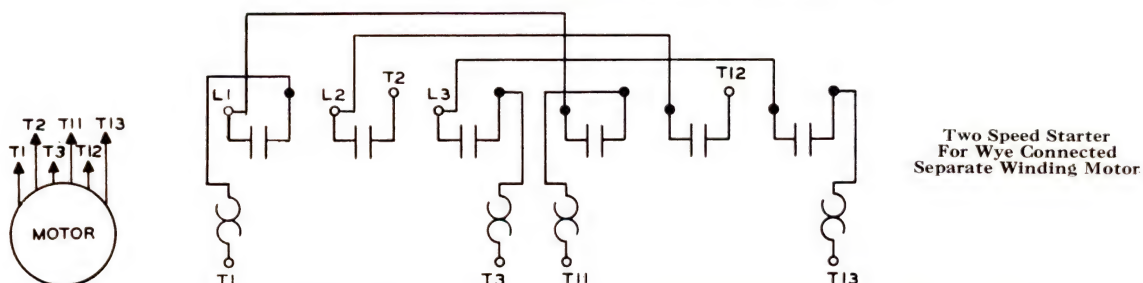 T12
T2
L1
L2
L3
T2 T11 T13
T1 T3 T12
MOTOR
Two Speed Starter
For Wye Connected
Separate Winding Motor
T1
T3
T11
T13